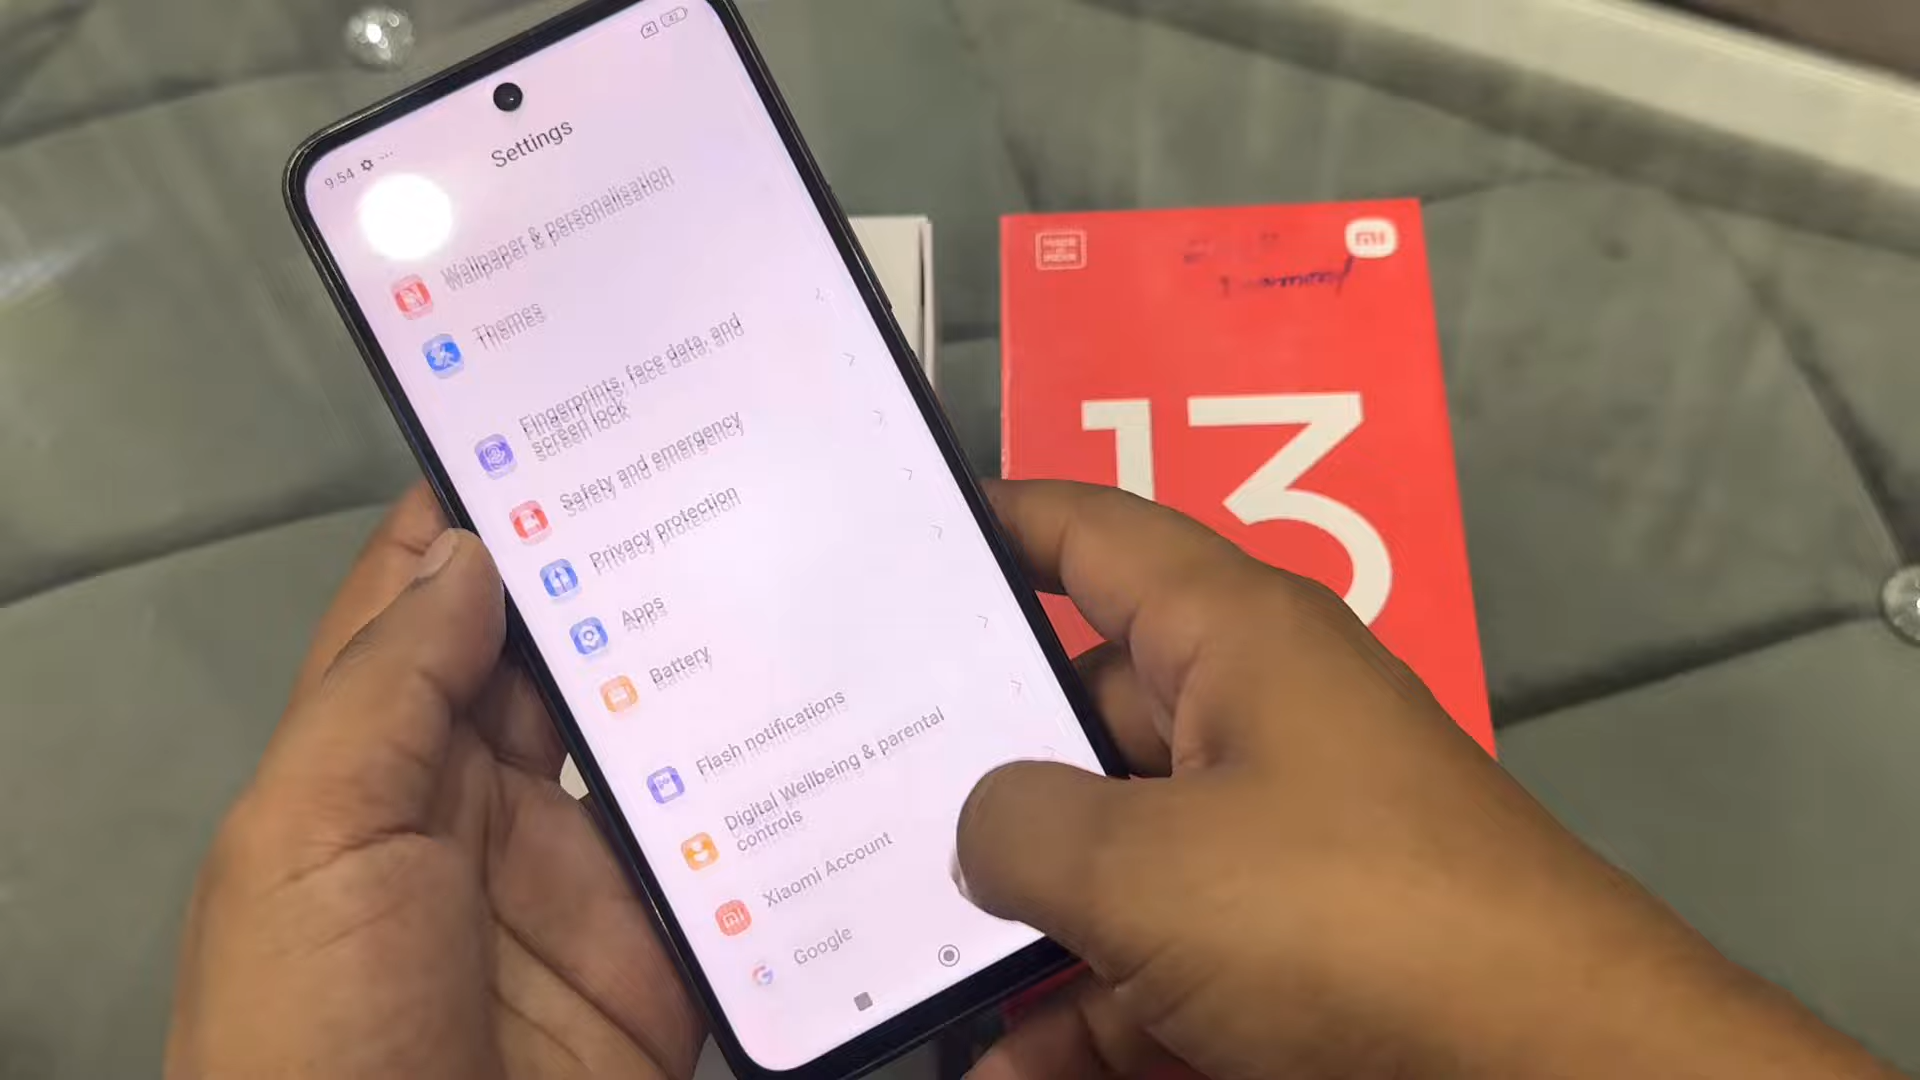 42
9:54
Settings
Wallpaper & personalisation
Themes
Fingerprints, face data, and
screen lock
Safety and emergency
Privacy protection
Apps
Battery
Flash notifications
Digital Wellbeing & parental
controls
Xiaomi Account
Google
13